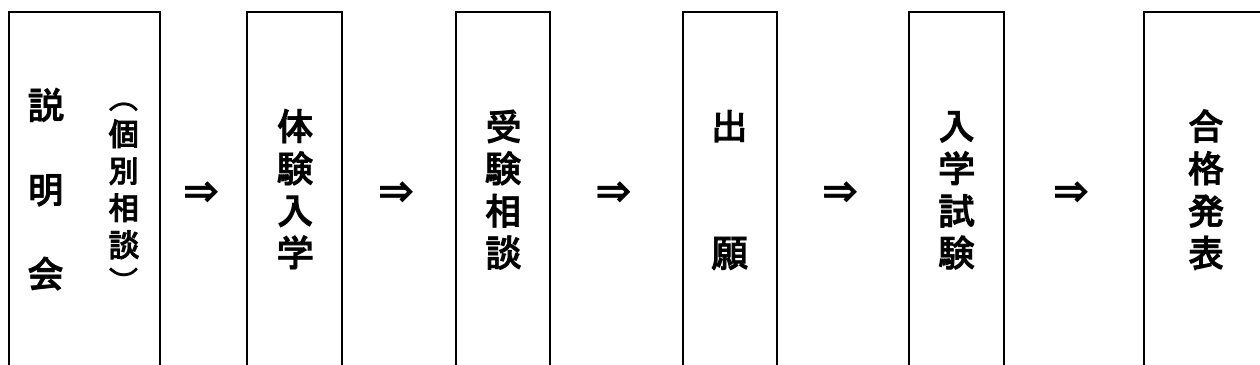 説明会
（個別相談）
⇒
体験入学
⇒
受験相談
⇒
出願
⇒
入学試験
⇒
合格発表